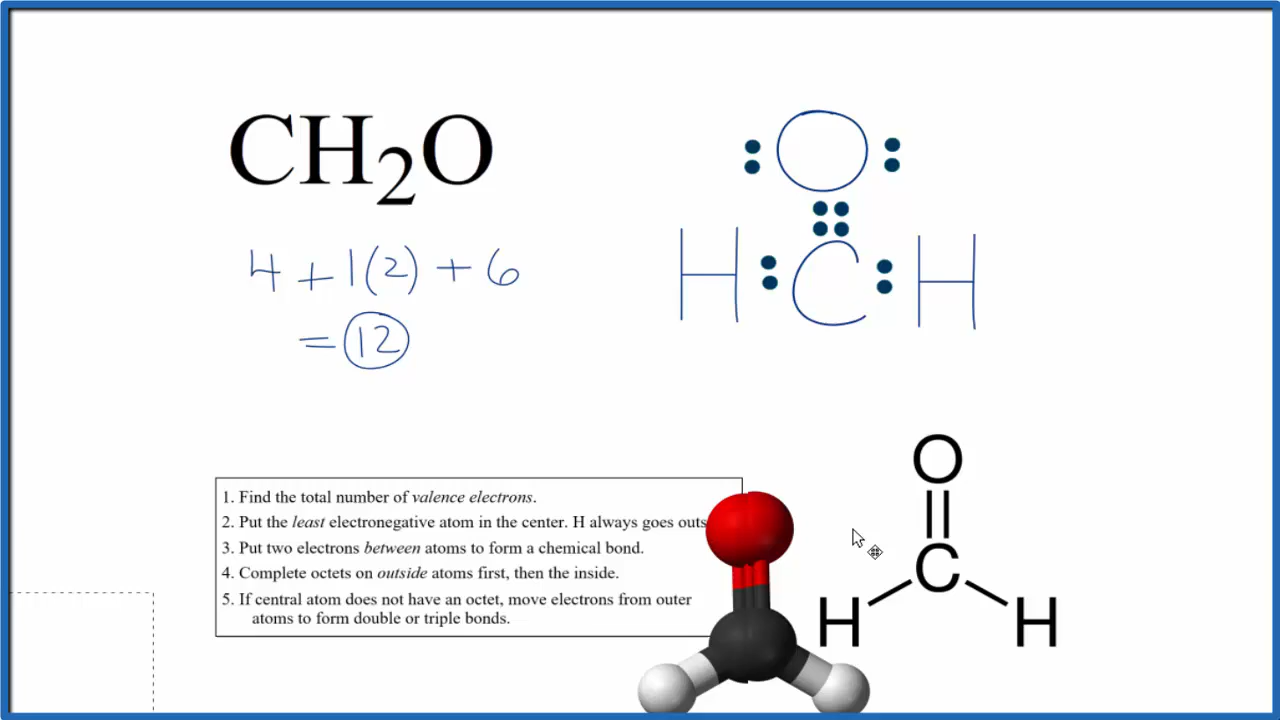 CH₂O
4 + 1(2) + 6
= 12
O
H C H
1. Find the total number of valence electrons.
2. Put the least electronegative atom in the center. H always goes outs
3. Put two electrons between atoms to form a chemical bond.
4. Complete octets on outside atoms first, then the inside.
5. If central atom does not have an octet, move electrons from outer
atoms to form double or triple bonds.
O
C
H H